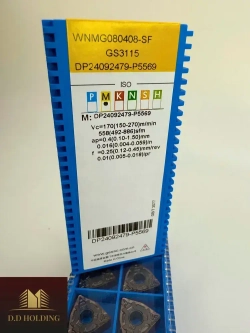 WNMG080408-SF
GS3115
DP24092479-P5569
ISO
P M K N S H
M: DP24092479-P5569
Vc=170(150-270)m/min
558(492-886)sfm
ap=0.4(0.10-1.50)mm
0.016(0.004-0.059)in
f =0.25(0.12-0.45)mm/rev
0.01(0.005-0.018)ipr
DP24092479-P5569
D.D HOLDING